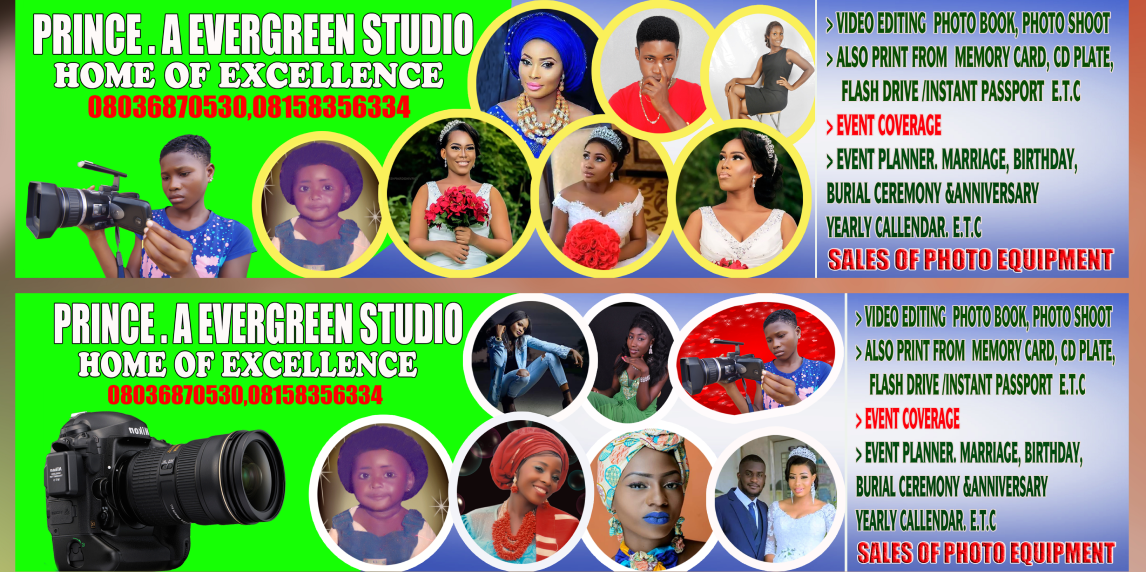 PRINCE . A EVERGREEN STUDIO
HOME OF EXCELLENCE
08036870530,08158356334
> VIDEO EDITING PHOTO BOOK, PHOTO SHOOT
> ALSO PRINT FROM MEMORY CARD, CD PLATE,
FLASH DRIVE /INSTANT PASSPORT E.T.C
> EVENT COVERAGE
> EVENT PLANNER. MARRIAGE, BIRTHDAY,
BURIAL CEREMONY &ANNIVERSARY
YEARLY CALLENDAR. E.T.C
SALES OF PHOTO EQUIPMENT
PRINCE . A EVERGREEN STUDIO
HOME OF EXCELLENCE
08036870530,08158356334
Nikon
> VIDEO EDITING PHOTO BOOK, PHOTO SHOOT
> ALSO PRINT FROM MEMORY CARD, CD PLATE,
FLASH DRIVE /INSTANT PASSPORT E.T.C
> EVENT COVERAGE
> EVENT PLANNER. MARRIAGE, BIRTHDAY,
BURIAL CEREMONY &ANNIVERSARY
YEARLY CALLENDAR. E.T.C
SALES OF PHOTO EQUIPMENT